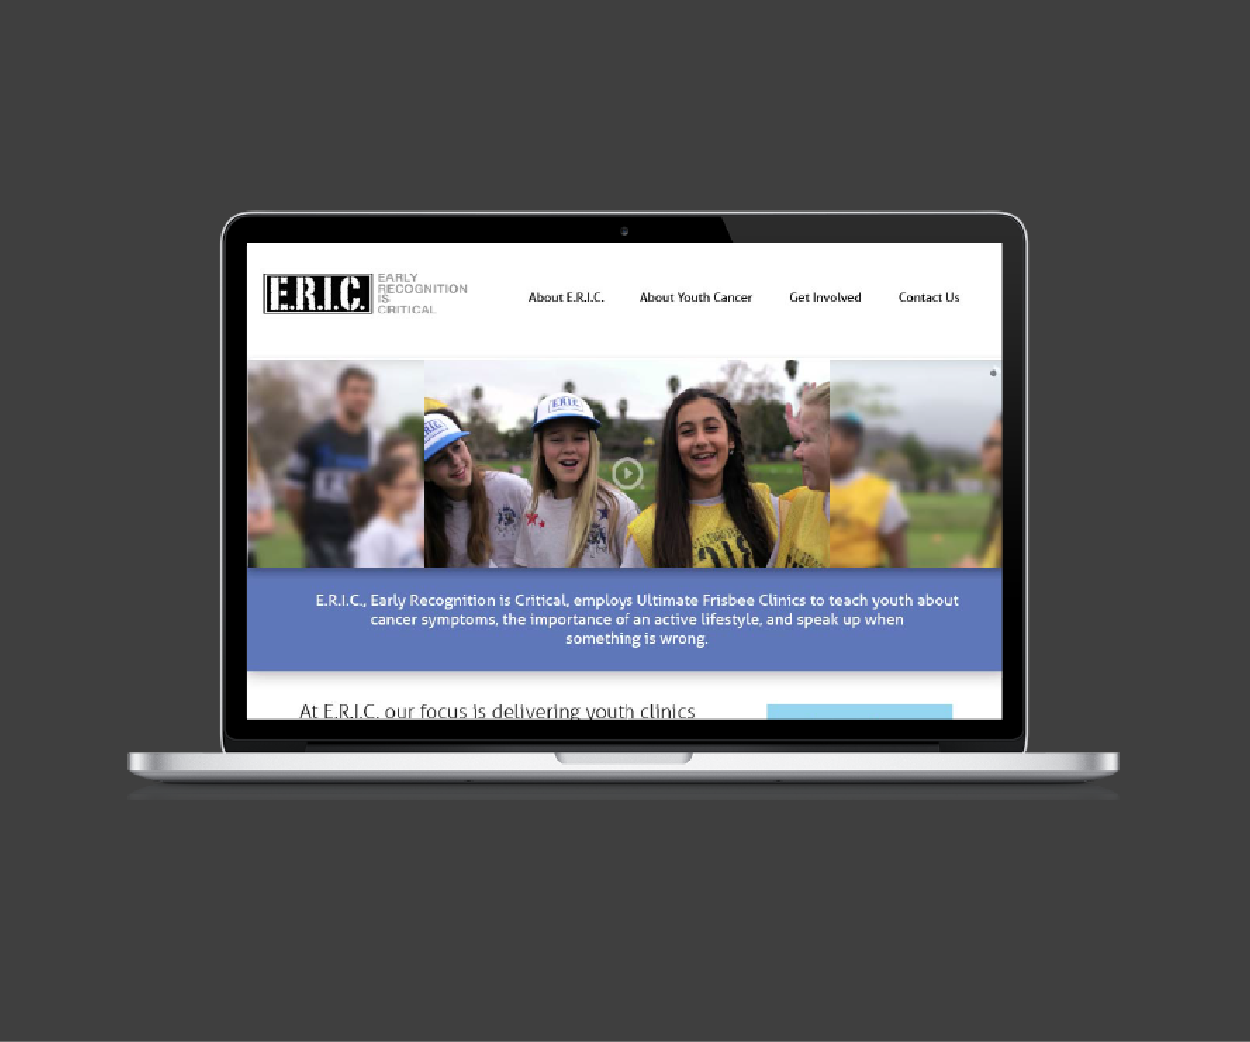 E.R.I.C.
EARLY
RECOGNITION
IS
CRITICAL
About E.R.I.C.
About Youth Cancer
Get Involved
Contact Us
E.R.I.C.
E.R.I.C., Early Recognition is Critical, employs Ultimate Frisbee Clinics to teach youth about
cancer symptoms, the importance of an active lifestyle, and speak up when
something is wrong.
At E.R.I.C. our focus is delivering youth clinics